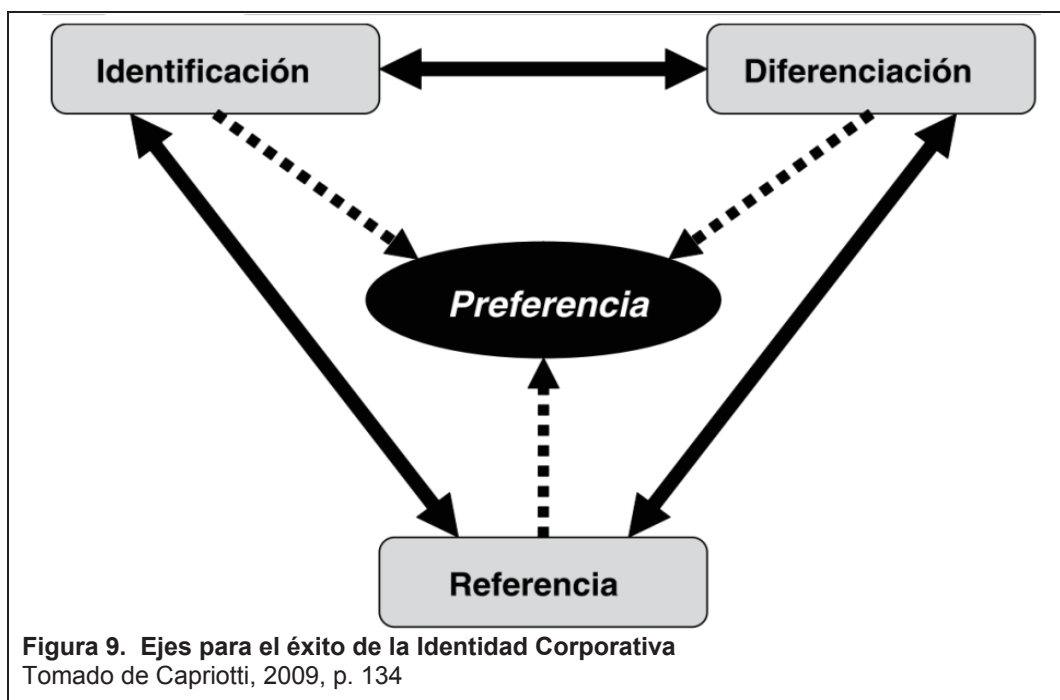 Identificación
Diferenciación
Preferencia
Referencia
Figura 9. Ejes para el éxito de la Identidad Corporativa
Tomado de Capriotti, 2009, p. 134